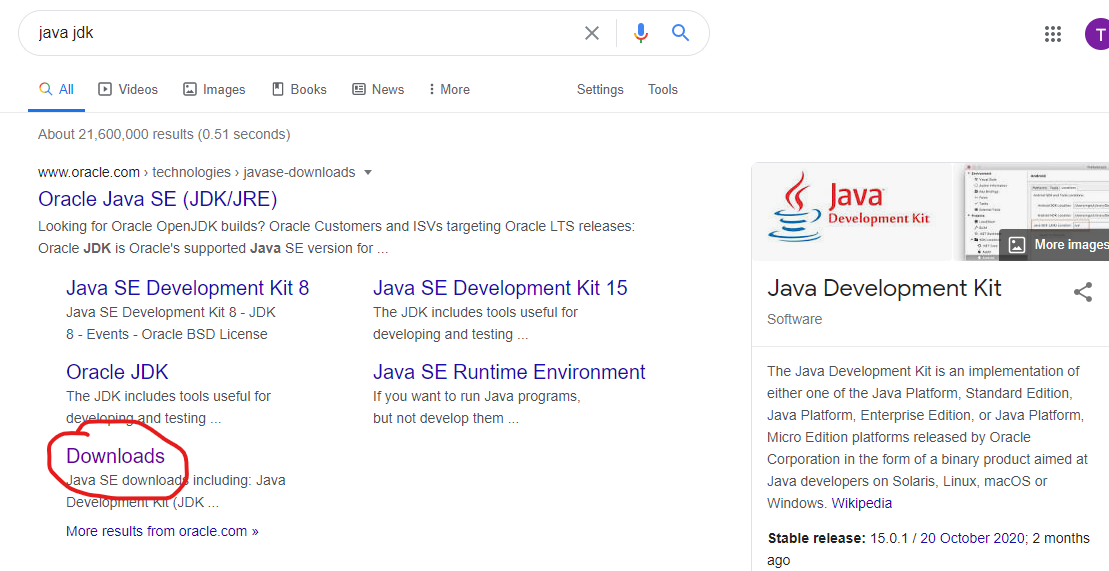 java jdk
T
All
Videos
Images
Books
News
More
Settings
Tools
About 21,600,000 results (0.51 seconds)
www.oracle.com › technologies › javase-downloads
Oracle Java SE (JDK/JRE)
Looking for Oracle OpenJDK builds? Oracle Customers and ISVs targeting Oracle LTS releases:
Oracle JDK is Oracle's supported Java SE version for ...
Java SE Development Kit 8
Java SE Development Kit 8 - JDK
8 - Events - Oracle BSD License
Java SE Development Kit 15
The JDK includes tools useful for
developing and testing ...
Oracle JDK
The JDK includes tools useful for
developing and testing ...
Java SE Runtime Environment
If you want to run Java programs,
but not develop them ...
Downloads
Java SE downloads including: Java
Development Kit (JDK ...
More results from oracle.com »
Java
Development Kit
More images
Java Development Kit
Software
The Java Development Kit is an implementation of
either one of the Java Platform, Standard Edition,
Java Platform, Enterprise Edition, or Java Platform,
Micro Edition platforms released by Oracle
Corporation in the form of a binary product aimed at
Java developers on Solaris, Linux, macOS or
Windows. Wikipedia
Stable release: 15.0.1 / 20 October 2020; 2 months
ago